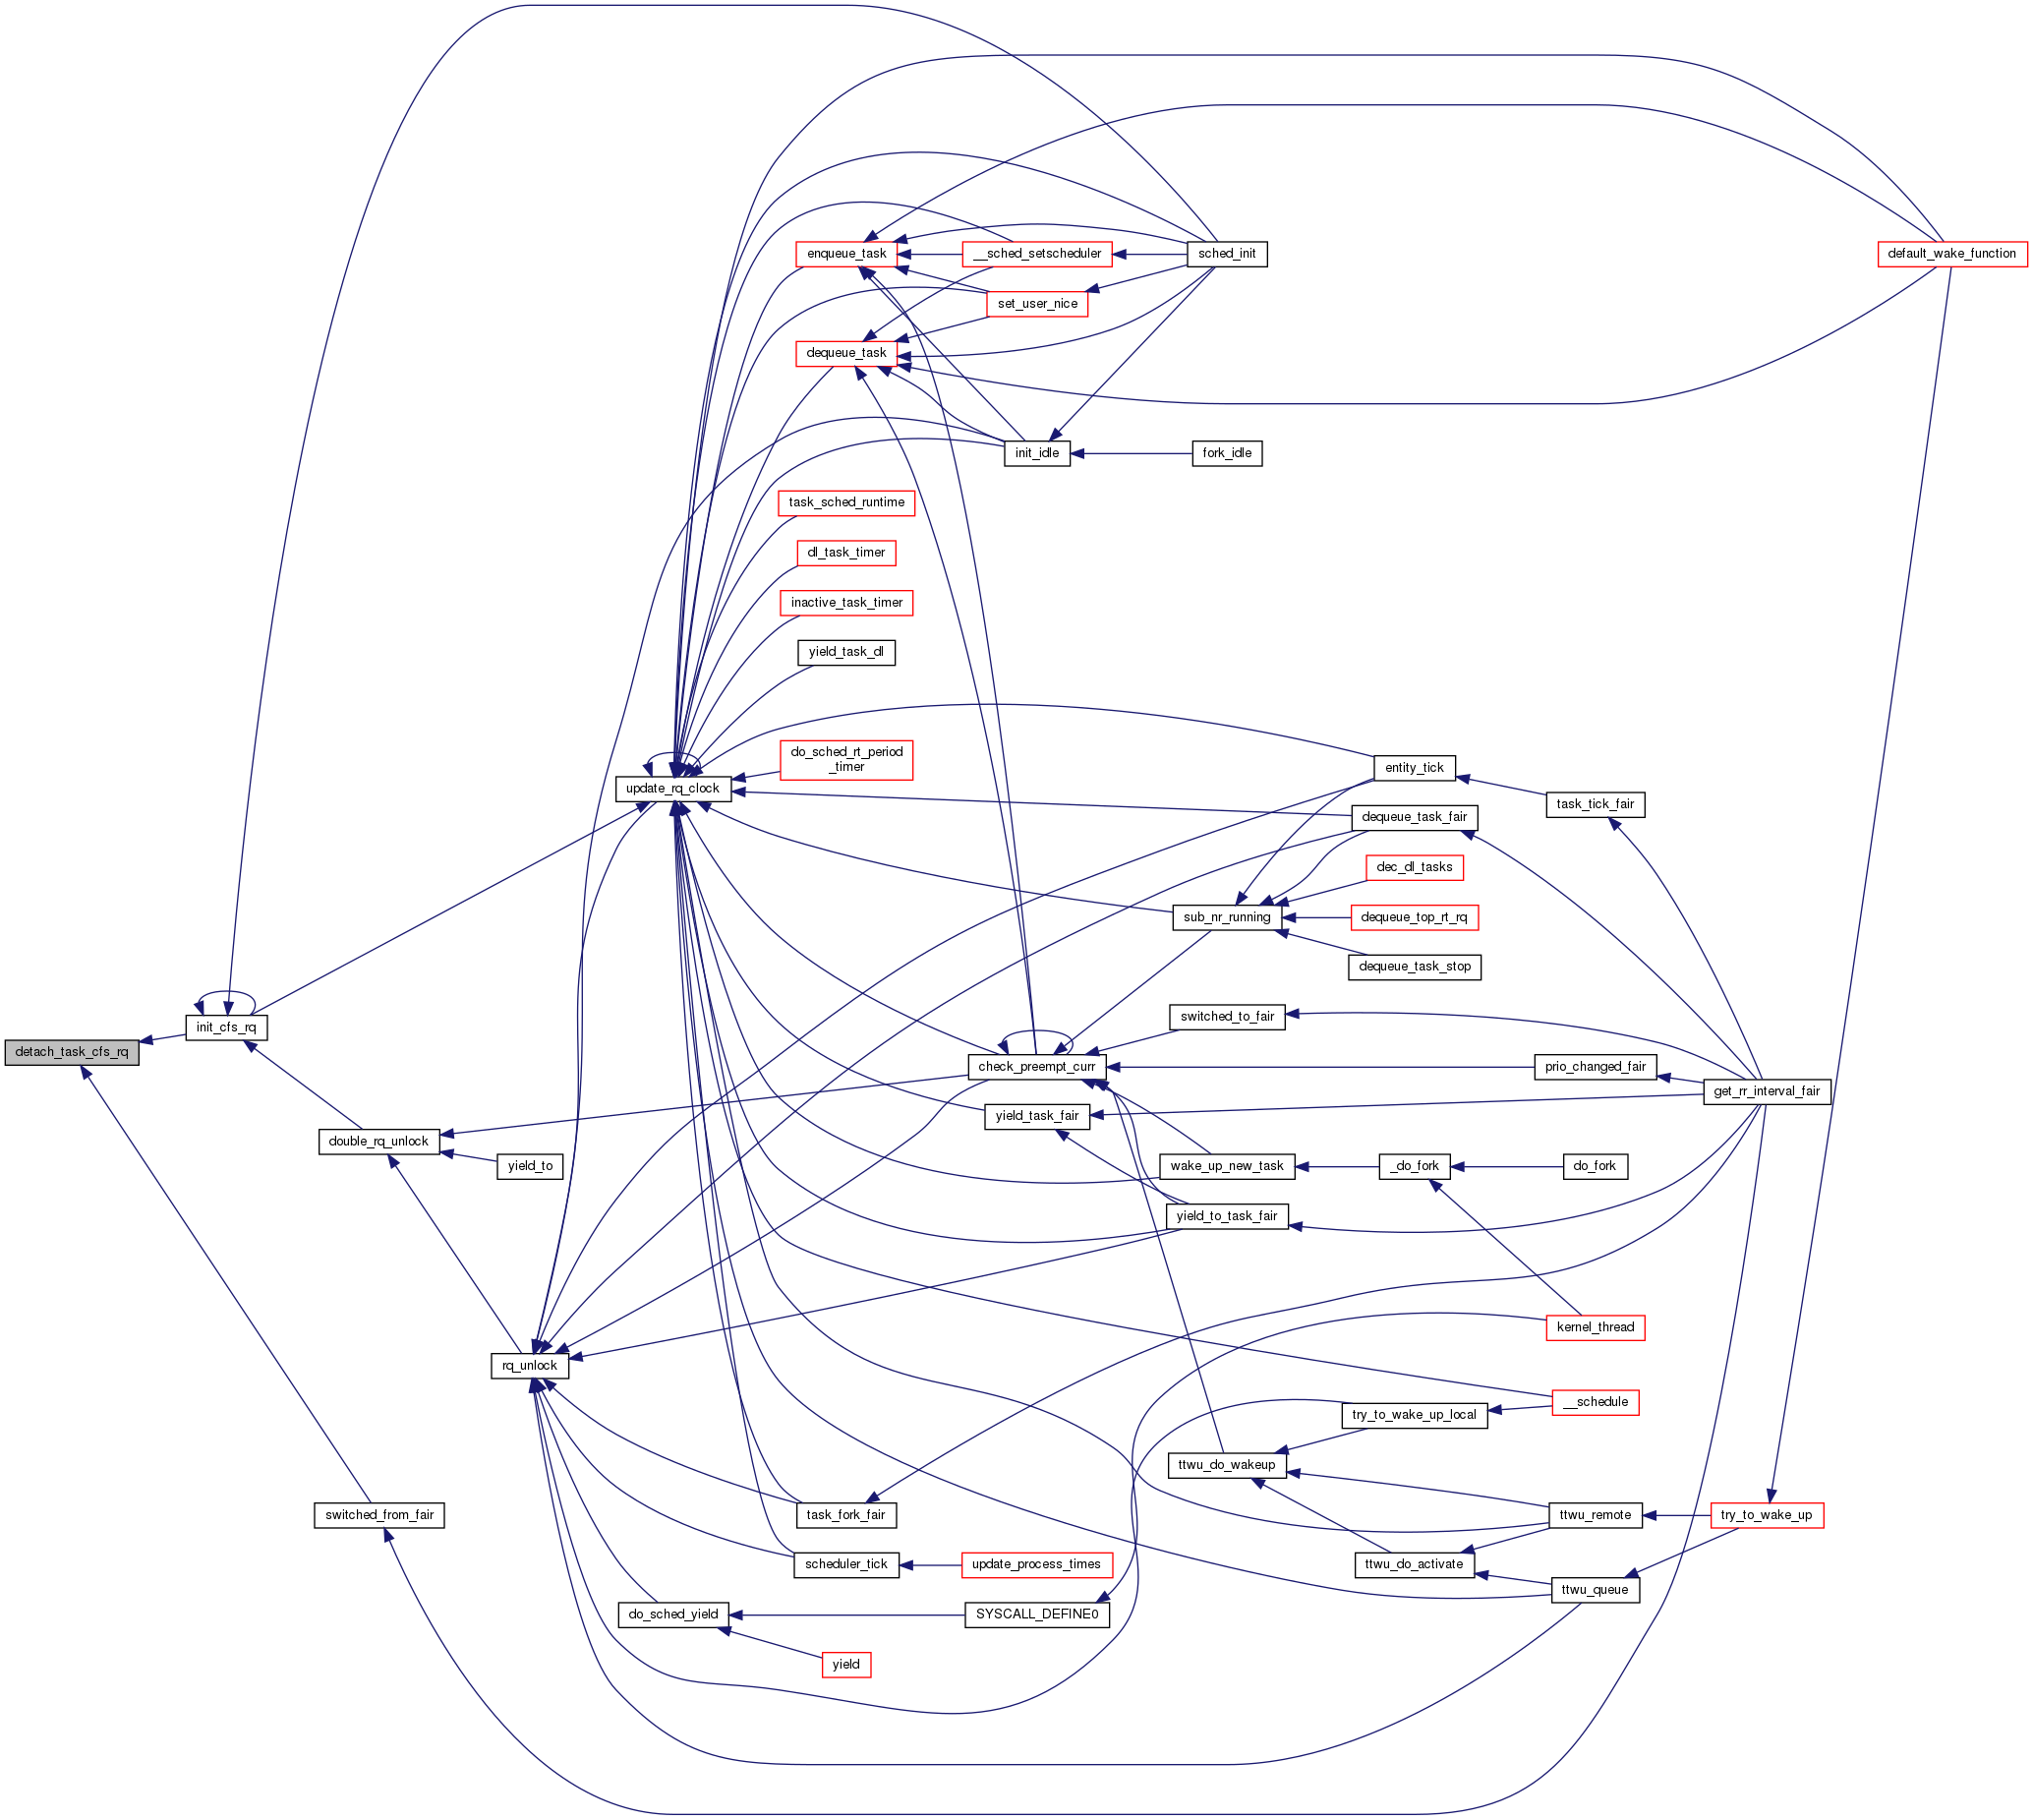 enqueue_task
__sched_setscheduler
sched_init
default_wake_function
set_user_nice
dequeue_task
init_idle
fork_idle
task_sched_runtime
dl_task_timer
inactive_task_timer
yield_task_dl
do_sched_rt_period
_timer
entity_tick
update_rq_clock
task_tick_fair
dequeue_task_fair
dec_dl_tasks
sub_nr_running
dequeue_top_rt_rq
dequeue_task_stop
init_cfs_rq
switched_to_fair
detach_task_cfs_rq
check_preempt_curr
prio_changed_fair
get_rr_interval_fair
yield_task_fair
double_rq_unlock
yield_to
wake_up_new_task
_do_fork
do_fork
yield_to_task_fair
kernel_thread
rq_unlock
__schedule
try_to_wake_up_local
ttwu_do_wakeup
switched_from_fair
task_fork_fair
ttwu_remote
try_to_wake_up
scheduler_tick
update_process_times
ttwu_do_activate
ttwu_queue
do_sched_yield
SYSCALL_DEFINE0
yield